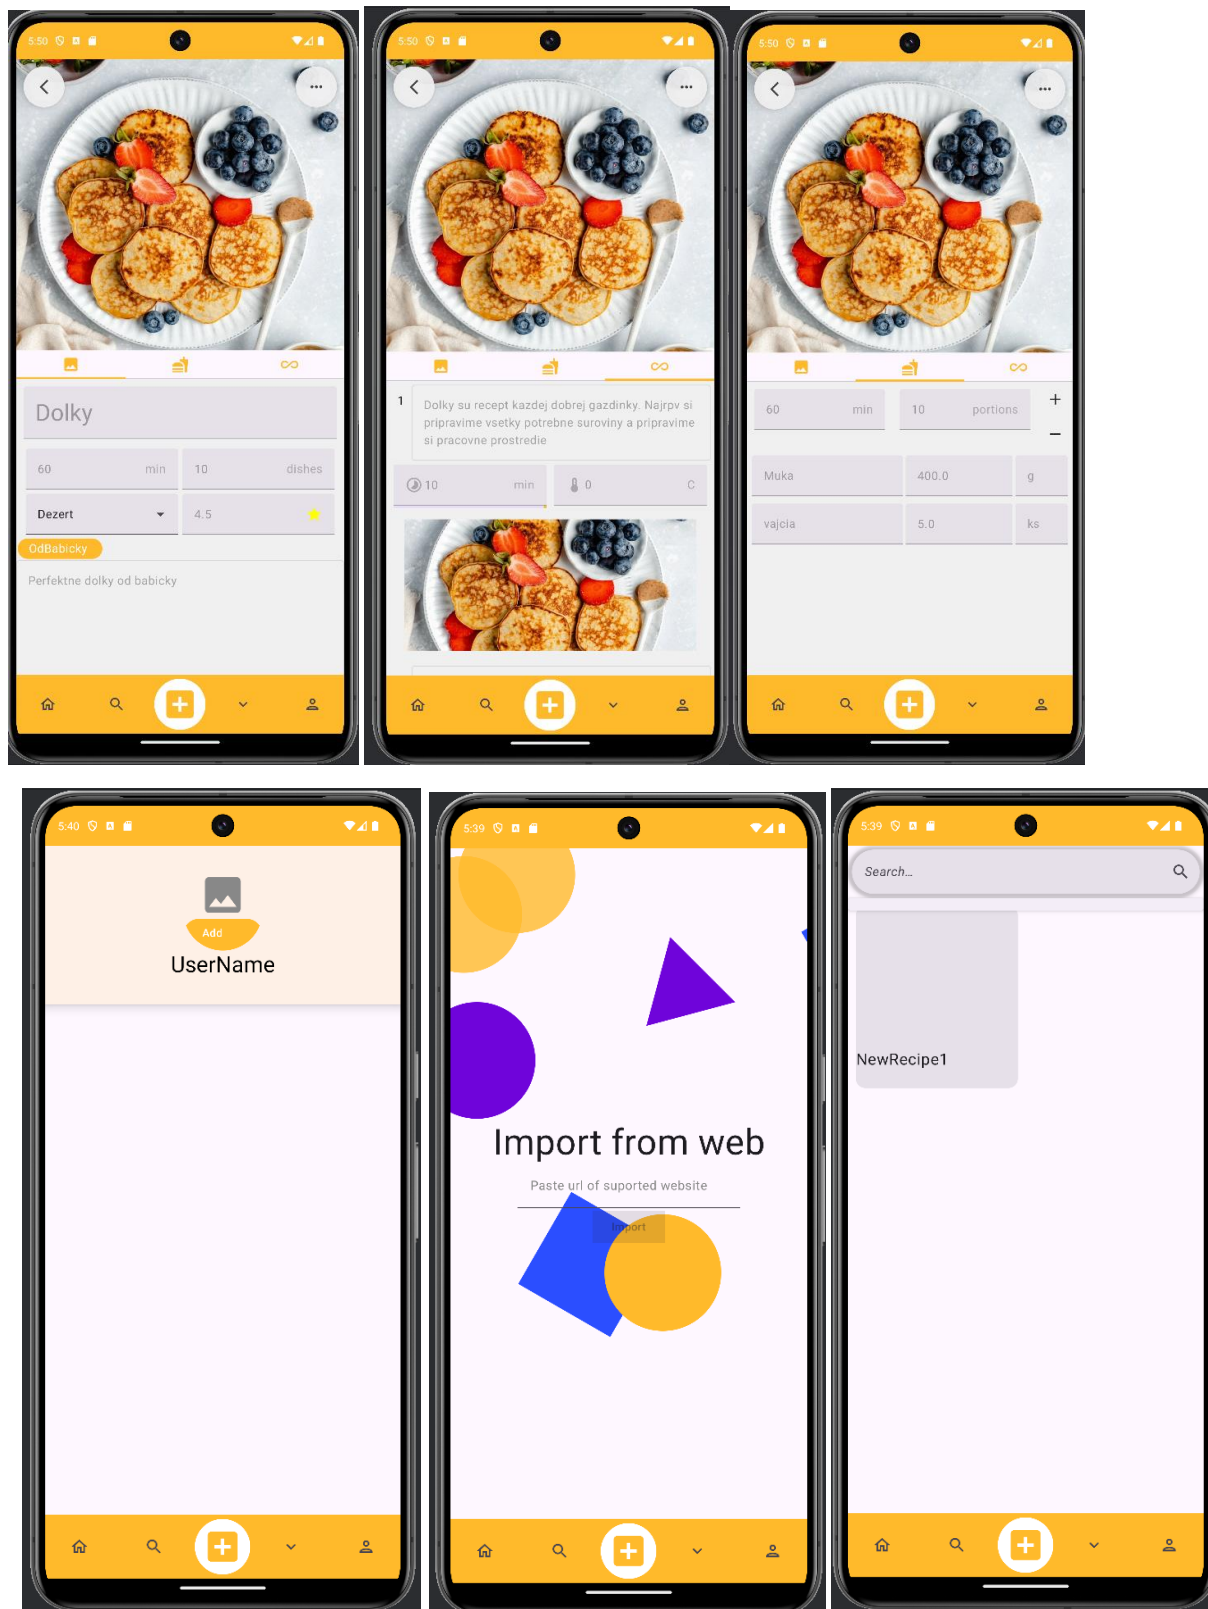 5:50
Dolky
60 min 10 dishes
Dezert 4.5
OdBabicky
Perfektne dolky od babicky
5:50
1 Dolky su recept kazdej dobrej gazdinky. Najrpv si
pripravime vsetky potrebne suroviny a pripravime
si pracovne prostredie
10 min 0 C
5:50
60 min 10 portions + −
Muka 400.0 g
vajcia 5.0 ks
5:40
Add
UserName
5:39
Import from web
Paste url of suported website
Import
5:39
Search...
NewRecipe1